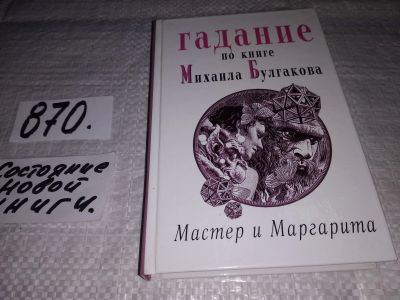 870.
Состояние
новой
книги.
гадание
по книге
Михаила Булгакова
Мастер и Маргарита